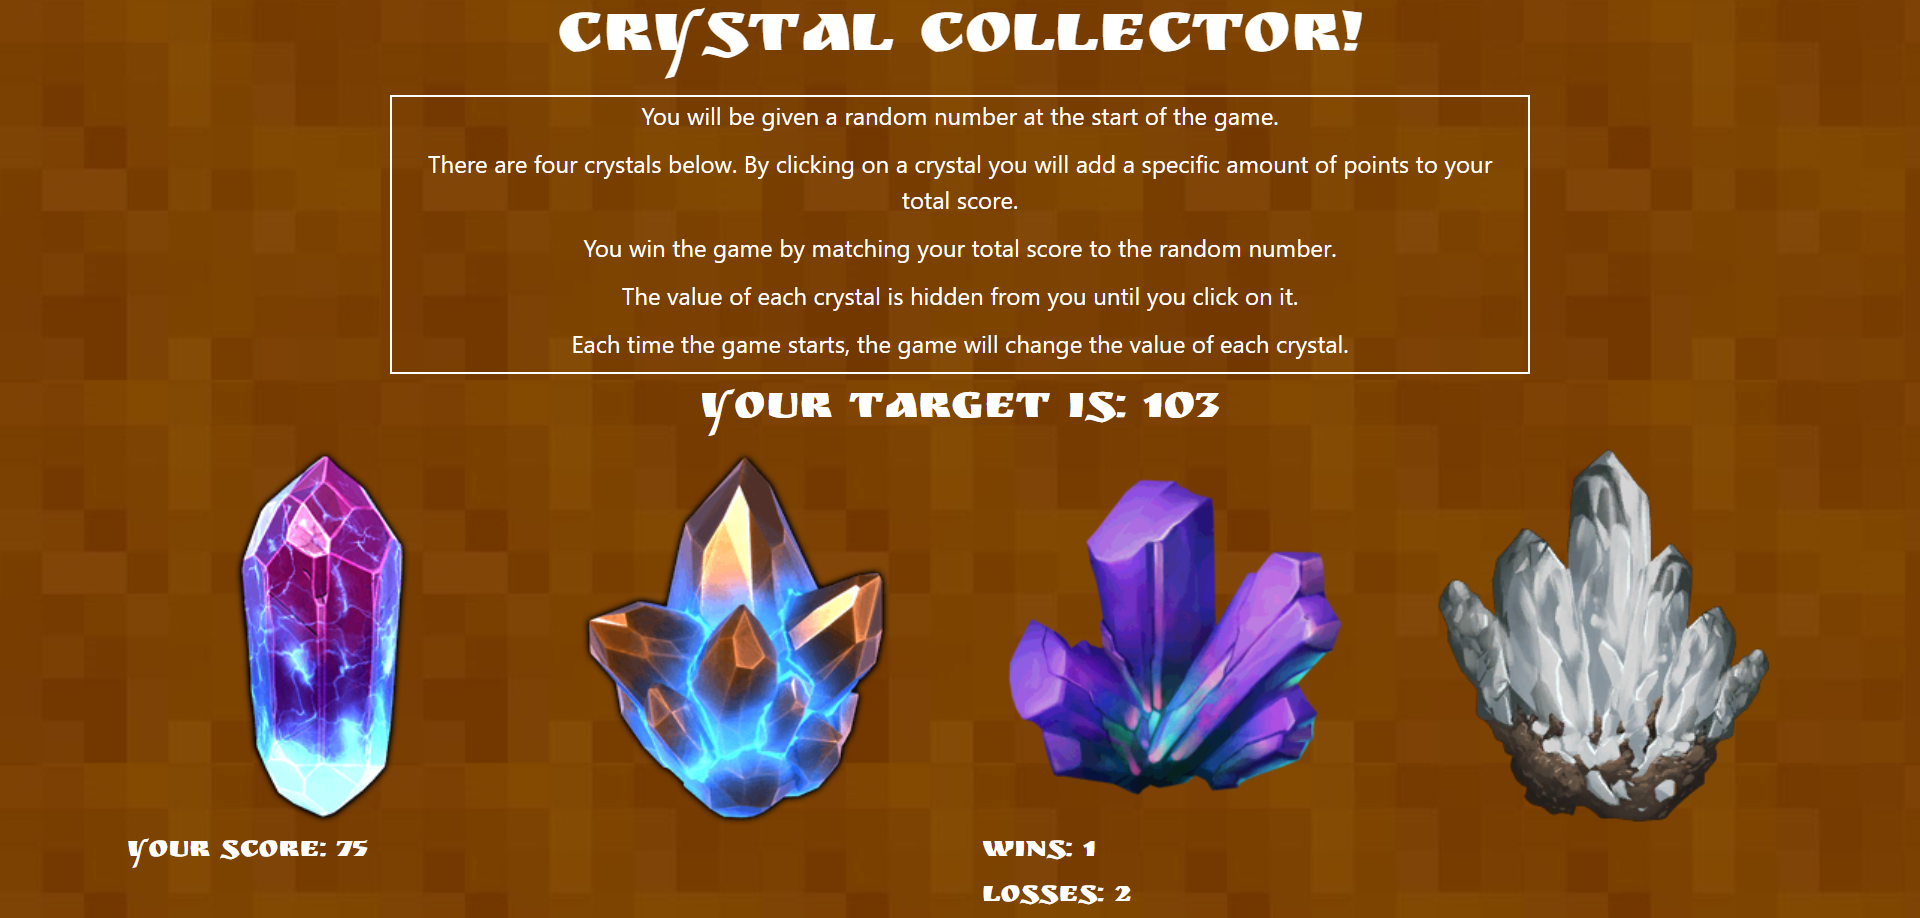 CRYSTAL COLLECTOR!
You will be given a random number at the start of the game.
There are four crystals below. By clicking on a crystal you will add a specific amount of points to your
total score.
You win the game by matching your total score to the random number.
The value of each crystal is hidden from you until you click on it.
Each time the game starts, the game will change the value of each crystal.
YOUR TARGET IS: 103
YOUR SCORE: 75
WINS: 1
LOSSES: 2